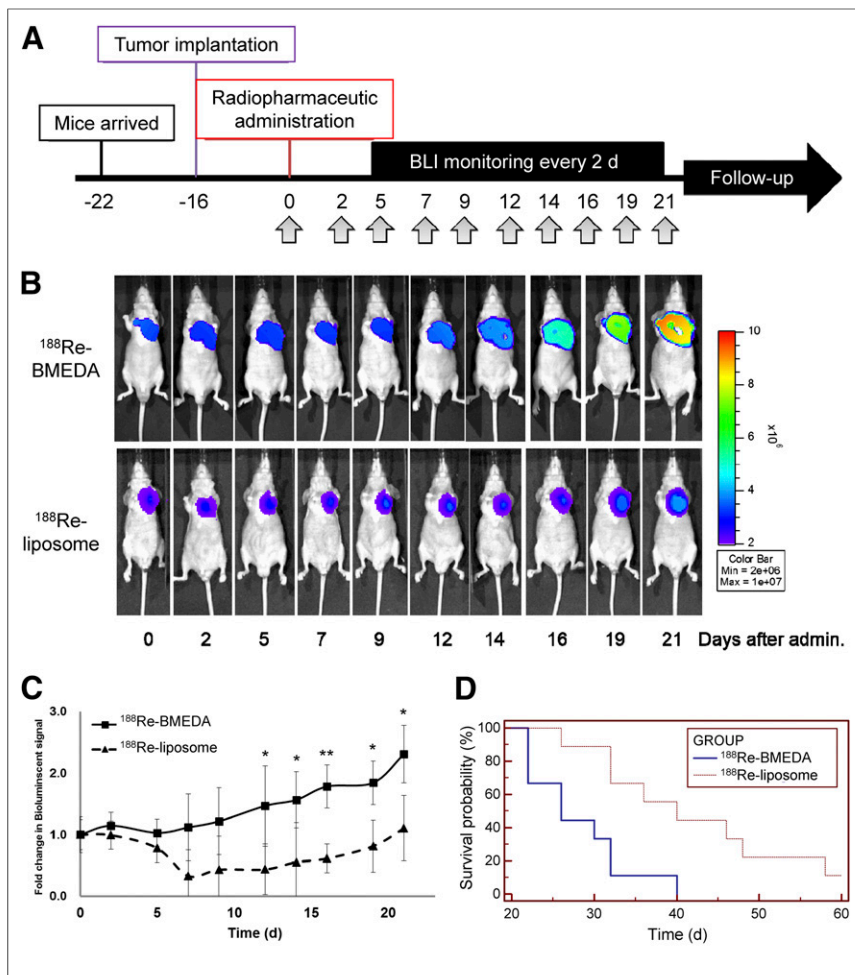 A
Tumor implantation
Radiopharmaceutic
administration
Mice arrived
BLI monitoring every 2 d
Follow-up
-22 -16 0 2 5 7 9 12 14 16 19 21
B
188Re-
BMEDA
188Re-
liposome
10
8
6
4
2
x10^6
Color Bar
Min = 2e+06
Max = 1e+07
0 2 5 7 9 12 14 16 19 21 Days after admin.
C
3.0
2.0
1.0
0.0
Fold change in Bioluminscent signal
188Re-BMEDA
188Re-liposome
* * ** * *
0 5 10 15 20
Time (d)
D
100
80
60
40
20
0
Survival probability (%)
GROUP
188Re-BMEDA
188Re-liposome
20 30 40 50 60
Time (d)